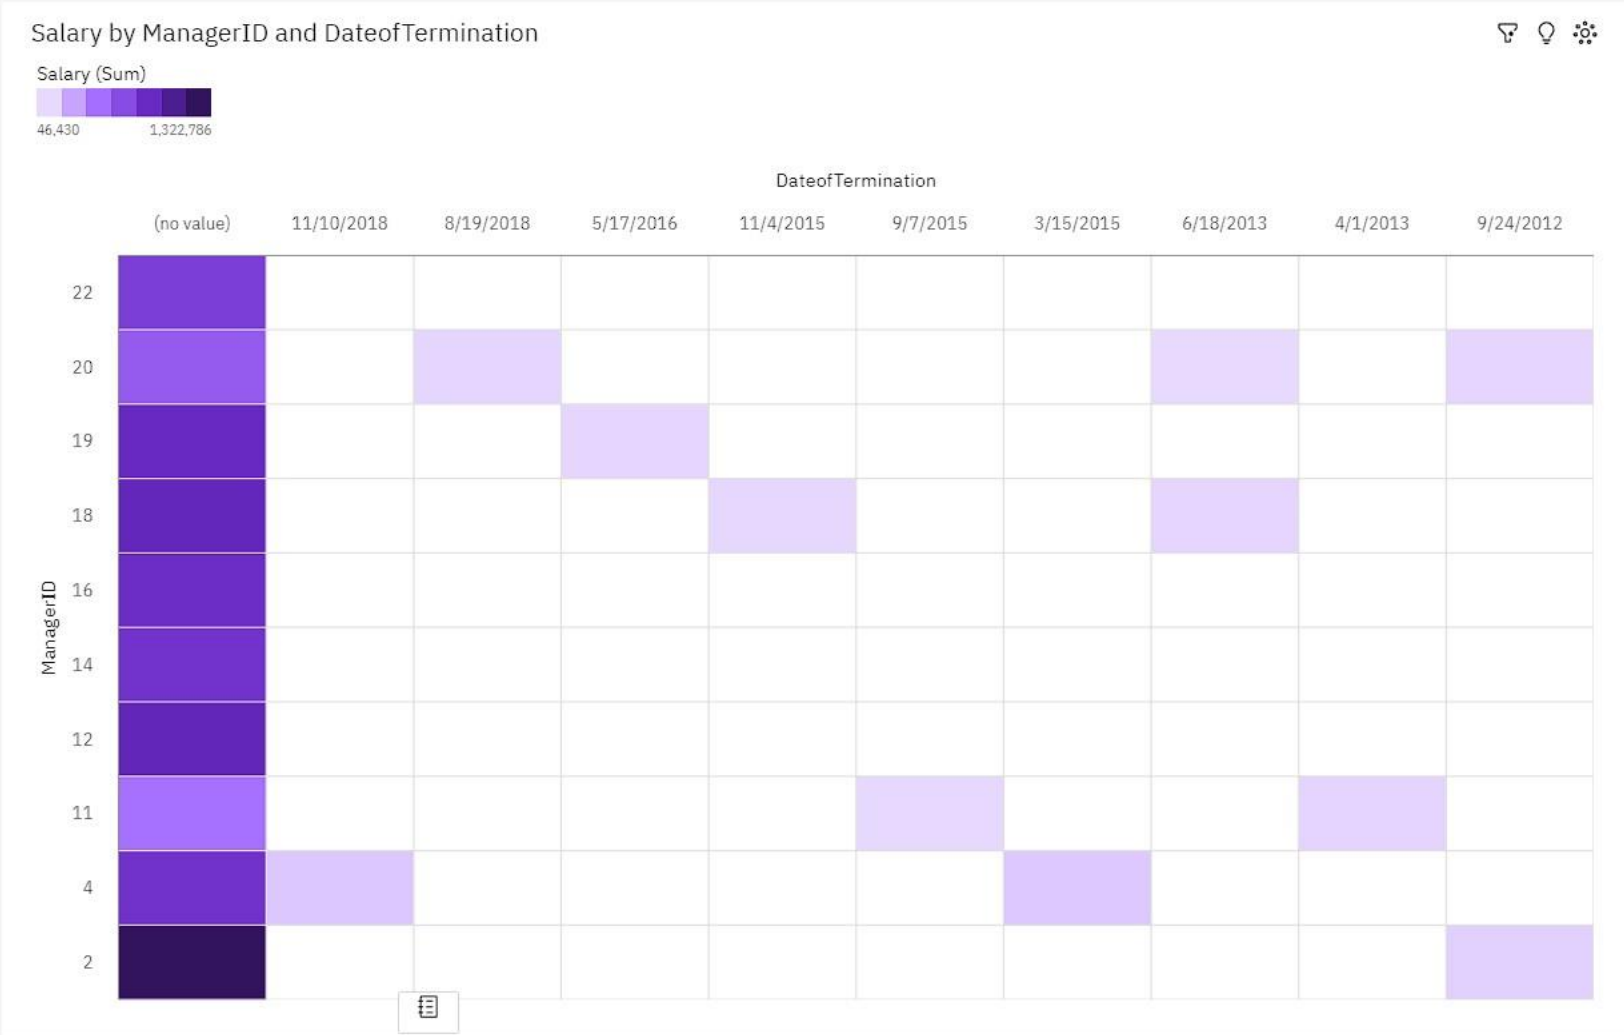 Salary by ManagerID and DateofTermination
Salary (Sum)
46,430 1,322,786
DateofTermination
(no value) 11/10/2018 8/19/2018 5/17/2016 11/4/2015 9/7/2015 3/15/2015 6/18/2013 4/1/2013 9/24/2012
ManagerID
22
20
19
18
16
14
12
11
4
2